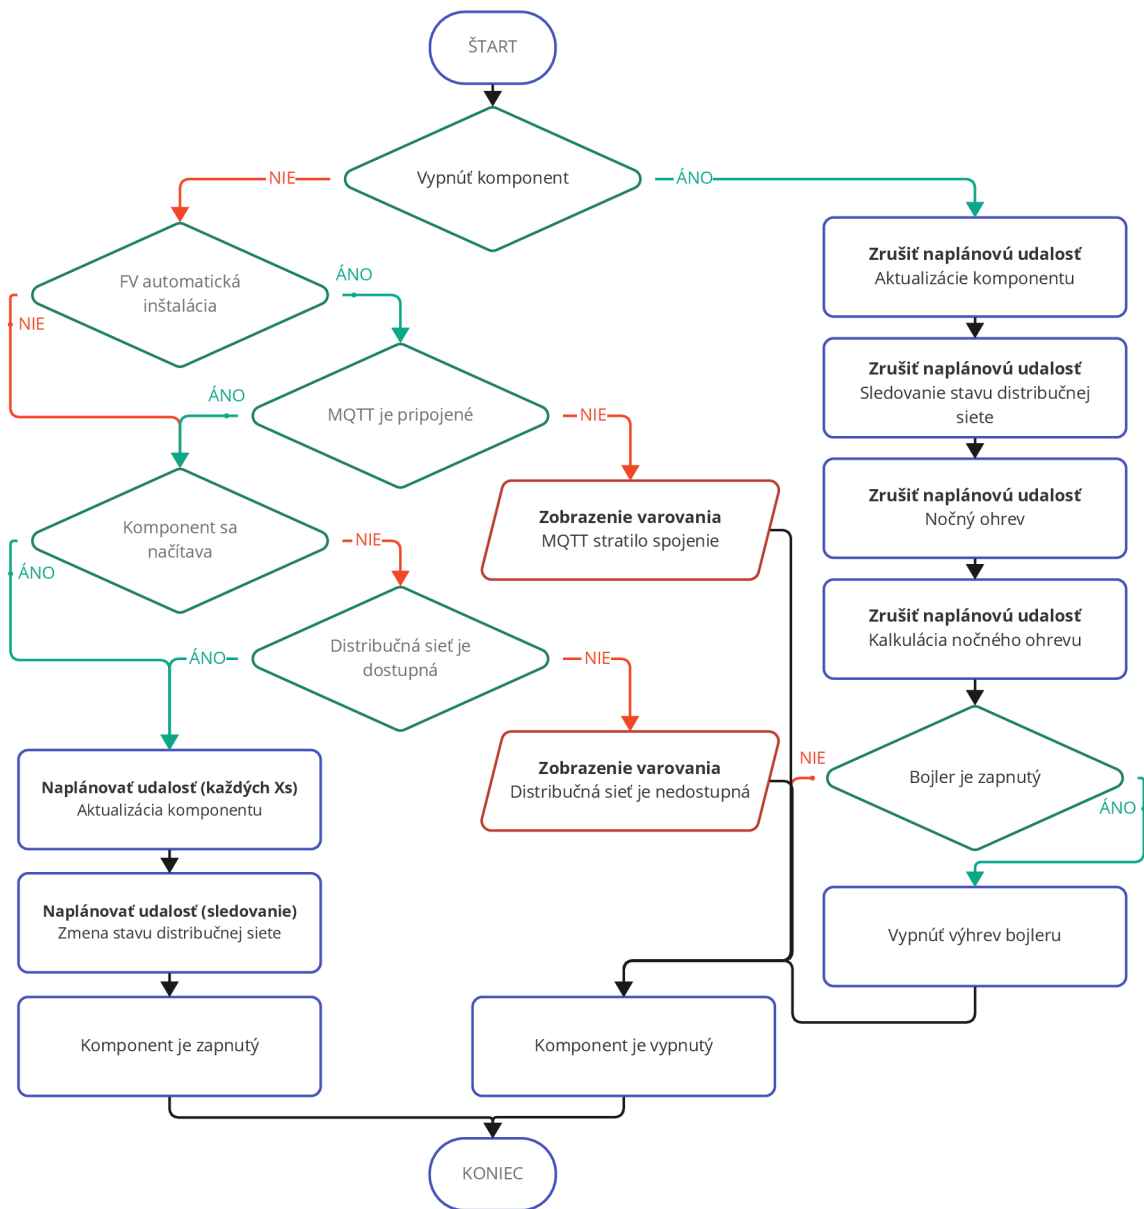 ŠTART
Vypnúť komponent
NIE
ÁNO
Zrušiť naplánovú udalosť
Aktualizácie komponentu
FV automatická
inštalácia
ÁNO
NIE
Zrušiť naplánovú udalosť
Sledovanie stavu distribučnej
siete
MQTT je pripojené
ÁNO
NIE
Zobrazenie varovania
MQTT stratilo spojenie
Zrušiť naplánovú udalosť
Nočný ohrev
Komponent sa
načítava
NIE
ÁNO
Zrušiť naplánovú udalosť
Kalkulácia nočného ohrevu
Distribučná sieť je
dostupná
ÁNO
NIE
Zobrazenie varovania
Distribučná sieť je nedostupná
Bojler je zapnutý
NIE
ÁNO
Naplánovať udalosť (každých Xs)
Aktualizácia komponentu
Naplánovať udalosť (sledovanie)
Zmena stavu distribučnej siete
Vypnúť výhrev bojleru
Komponent je zapnutý
Komponent je vypnutý
KONIEC